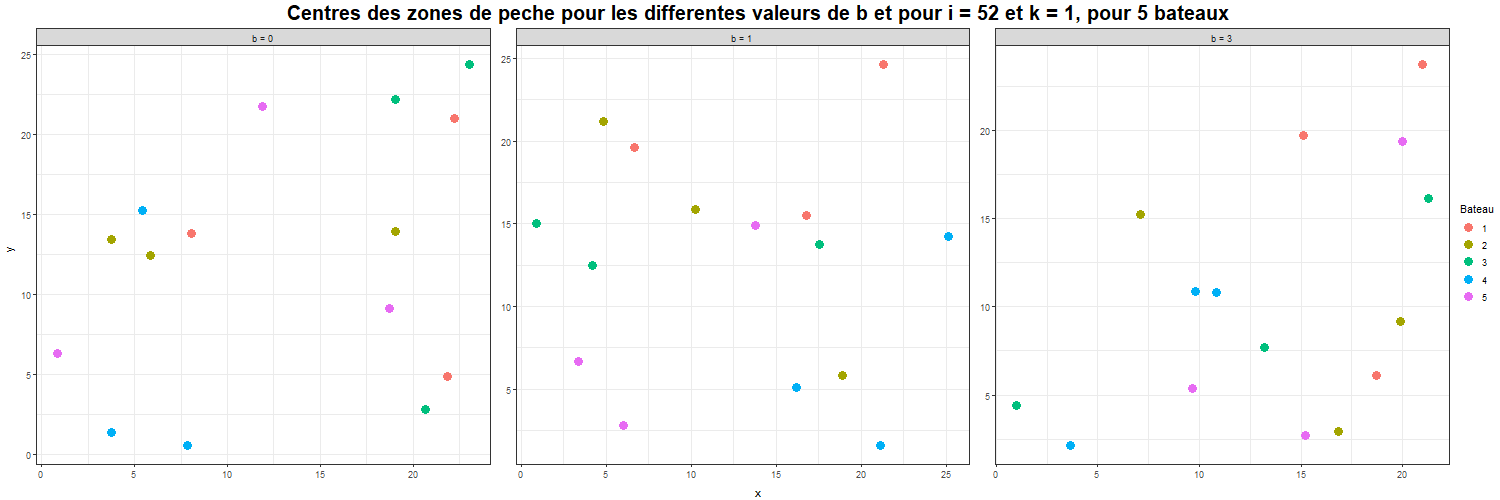 Centres des zones de peche pour les differentes valeurs de b et pour i = 52 et k = 1, pour 5 bateaux
b = 0
b = 1
b = 3
y
25
20
15
10
5
0
0 5 10 15 20
25
20
15
10
5
0 5 10 15 20 25
20
15
10
5
0 5 10 15 20
x
Bateau
1
2
3
4
5